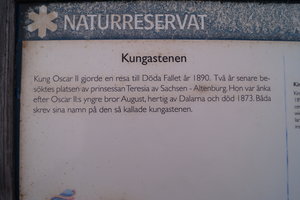 NATURRESERVAT
Kungastenen
Kung Oscar II gjorde en resa till Döda Fallet år 1890. Två år senare be-
söktes platsen av prinsessan Teresia av Sachsen - Altenburg. Hon var änka
efter Oscar II:s yngre bror August, hertig av Dalarna och död 1873. Båda
skrev sina namn på den så kallade kungastenen.